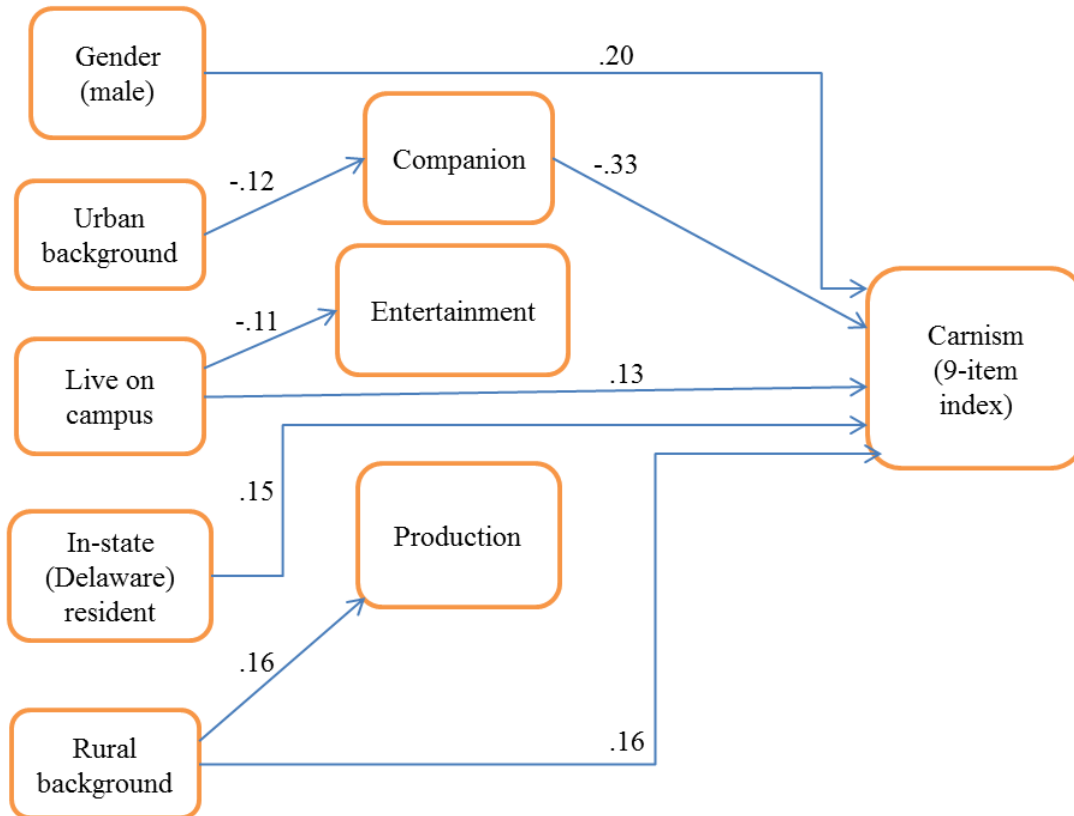 Gender
(male)
.20
Companion
-.12
-.33
Urban
background
Entertainment
-.11
Carnism
(9-item
index)
Live on
campus
.13
.15
In-state
(Delaware)
resident
Production
.16
Rural
background
.16